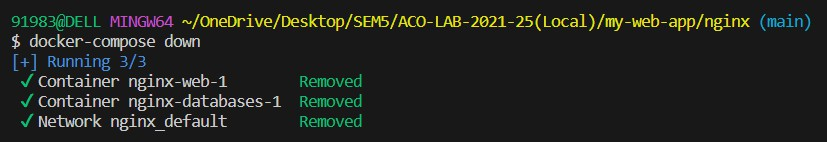 91983@DELL MINGW64 ~/OneDrive/Desktop/SEM5/ACO-LAB-2021-25(Local)/my-web-app/nginx (main)
$ docker-compose down
[+] Running 3/3
✓ Container nginx-web-1 Removed
✓ Container nginx-databases-1 Removed
✓ Network nginx_default Removed